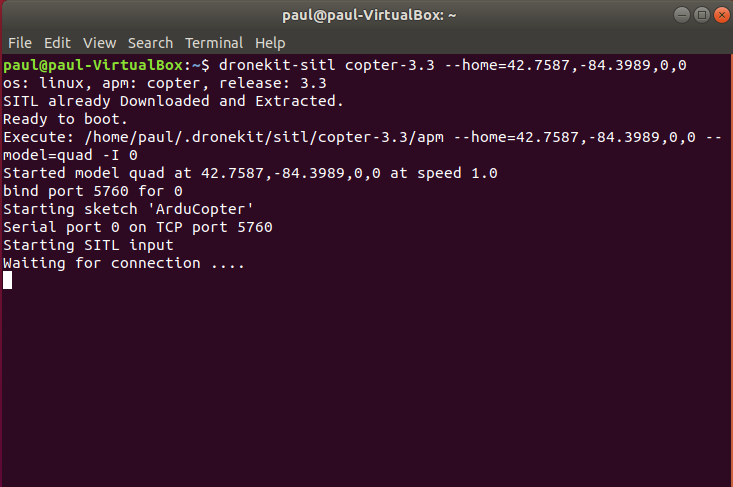 paul@paul-VirtualBox: ~
File Edit View Search Terminal Help
paul@paul-VirtualBox:~$ dronekit-sitl copter-3.3 --home=42.7587,-84.3989,0,0
os: linux, apm: copter, release: 3.3
SITL already Downloaded and Extracted.
Ready to boot.
Execute: /home/paul/.dronekit/sitl/copter-3.3/apm --home=42.7587,-84.3989,0,0 --
model=quad -I 0
Started model quad at 42.7587,-84.3989,0,0 at speed 1.0
bind port 5760 for 0
Starting sketch 'ArduCopter'
Serial port 0 on TCP port 5760
Starting SITL input
Waiting for connection ....